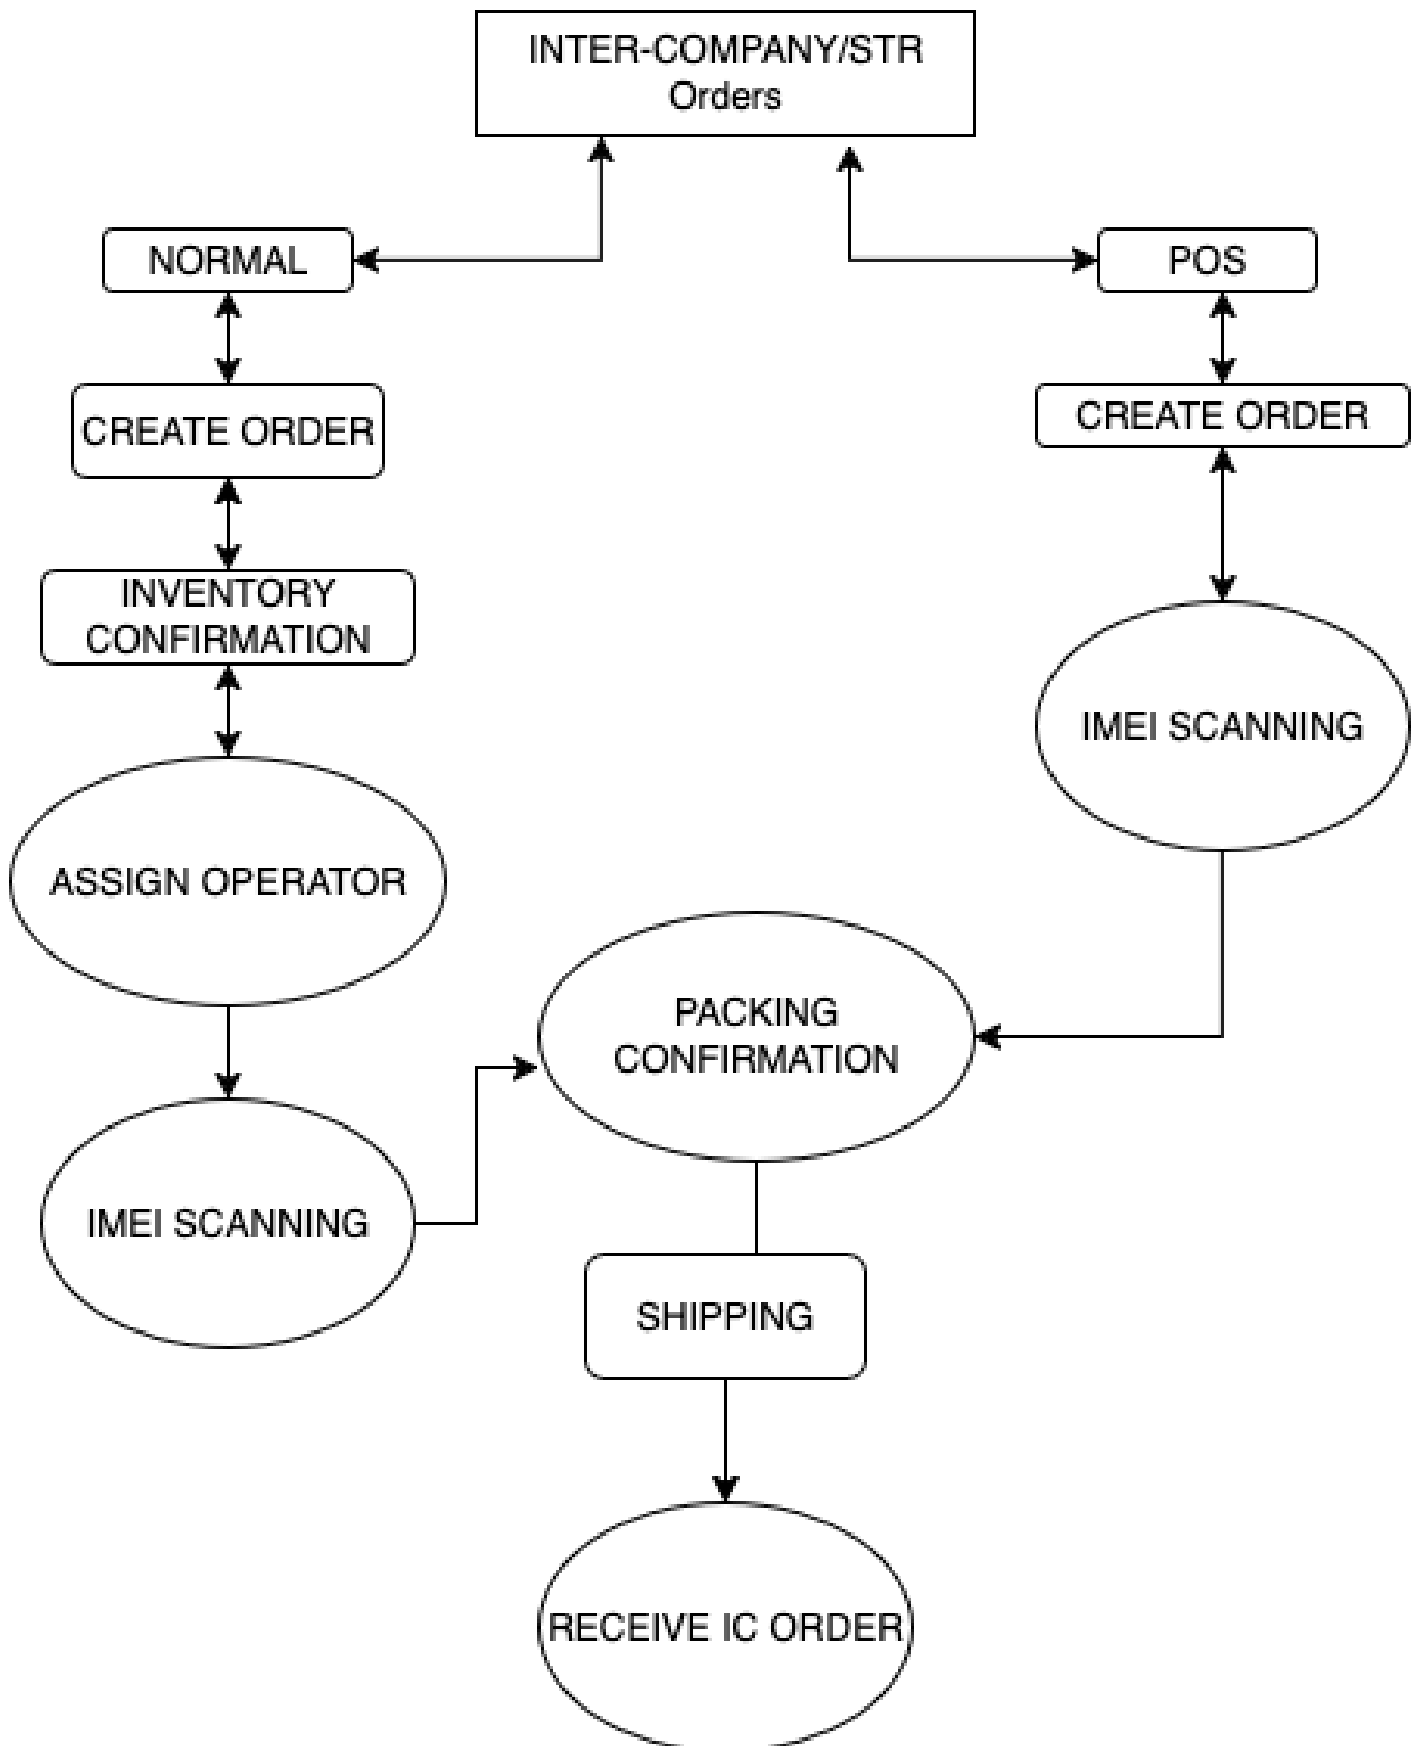 INTER-COMPANY/STR
Orders
NORMAL
POS
CREATE ORDER
CREATE ORDER
INVENTORY
CONFIRMATION
IMEI SCANNING
ASSIGN OPERATOR
PACKING
CONFIRMATION
IMEI SCANNING
SHIPPING
RECEIVE IC ORDER